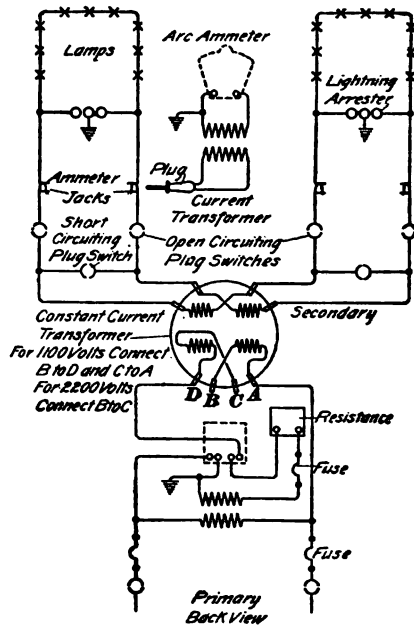 Arc Ammeter
Lamps
Lightning
Arrester
Ammeter
Jacks
Plug
Current
Transformer
Short
Circuiting
Plug Switch
Open Circuiting
Plug Switches
Constant Current
Transformer
For 1100 Volts Connect
B to D and C to A
For 2200 Volts
Connect B to C
Secondary
D B C A
Resistance
Fuse
Fuse
Primary
Back View